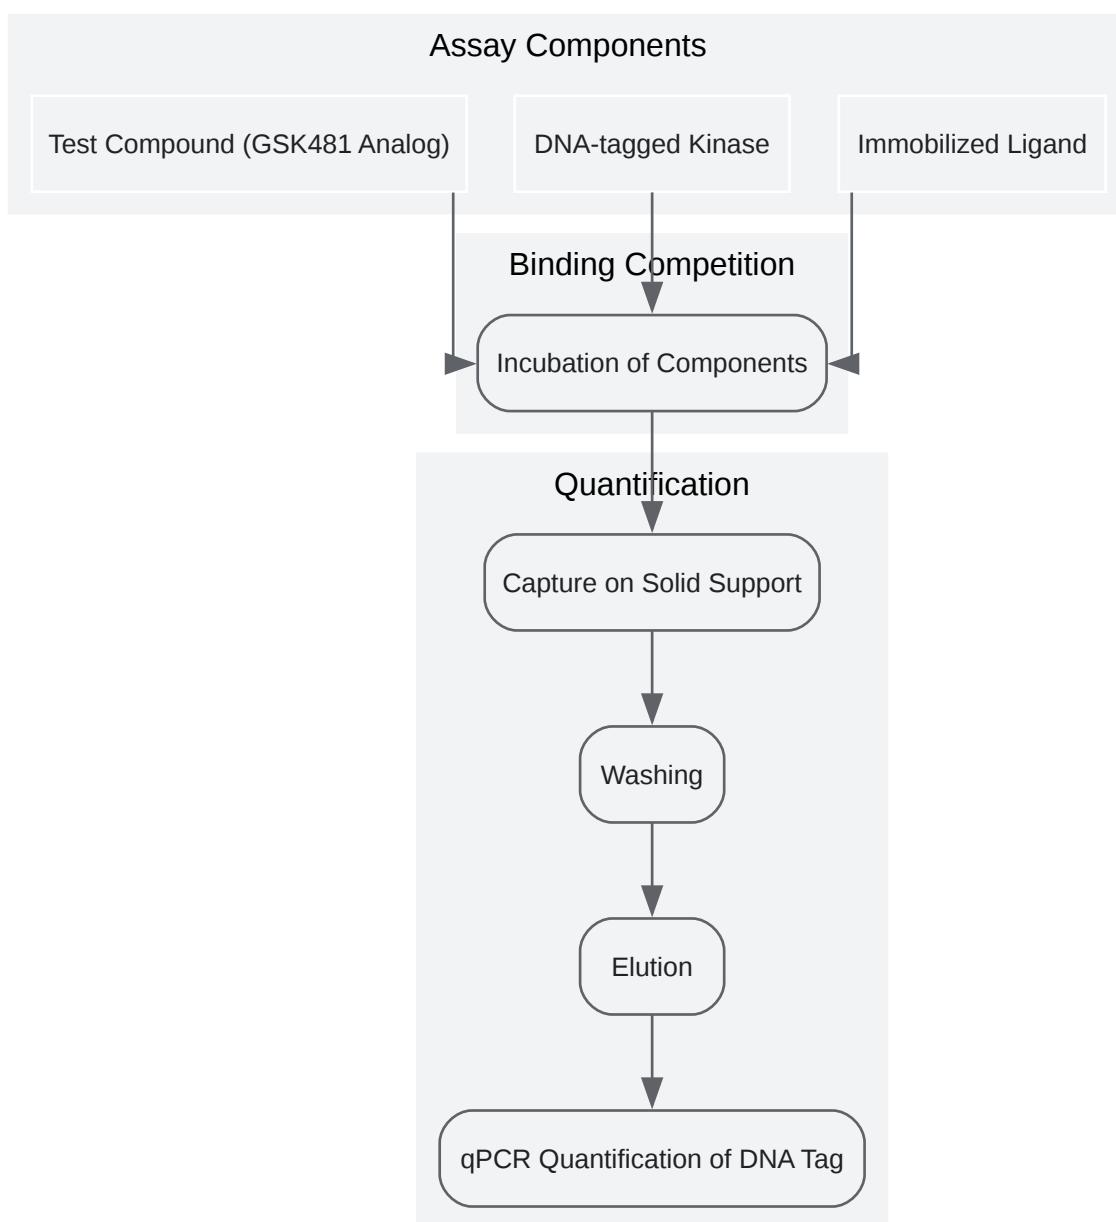 Assay Components
Test Compound (GSK481 Analog)
DNA-tagged Kinase
Immobilized Ligand
Binding Competition
Incubation of Components
Quantification
Capture on Solid Support
Washing
Elution
qPCR Quantification of DNA Tag